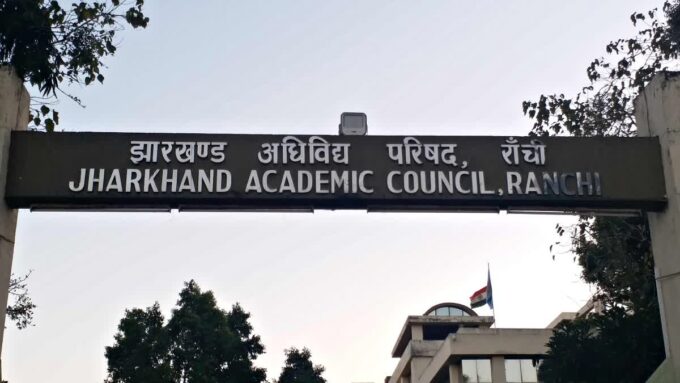 झारखण्ड अधिविद्य परिषद, राँची
JHARKHAND ACADEMIC COUNCIL, RANCHI